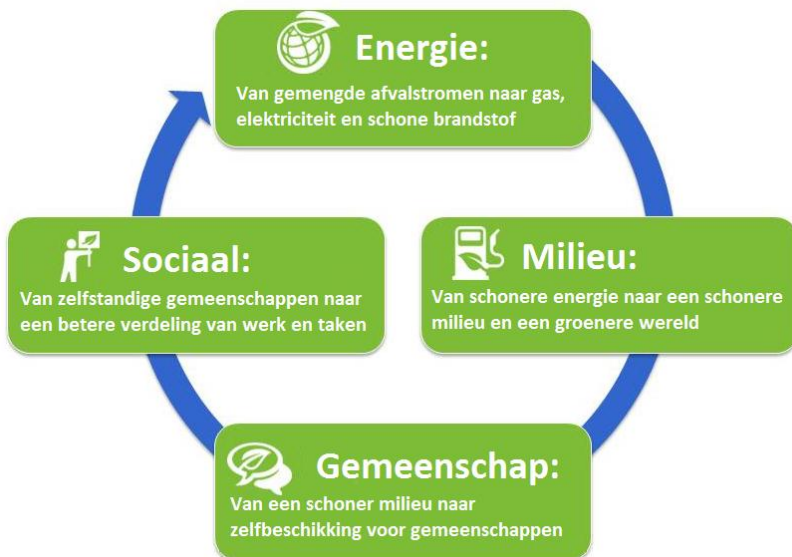 Energie:
Van gemengde afvalstromen naar gas,
elektriciteit en schone brandstof
Milieu:
Van schonere energie naar een schonere
milieu en een groenere wereld
Gemeenschap:
Van een schoner milieu naar
zelfbeschikking voor gemeenschappen
Sociaal:
Van zelfstandige gemeenschappen naar
een betere verdeling van werk en taken